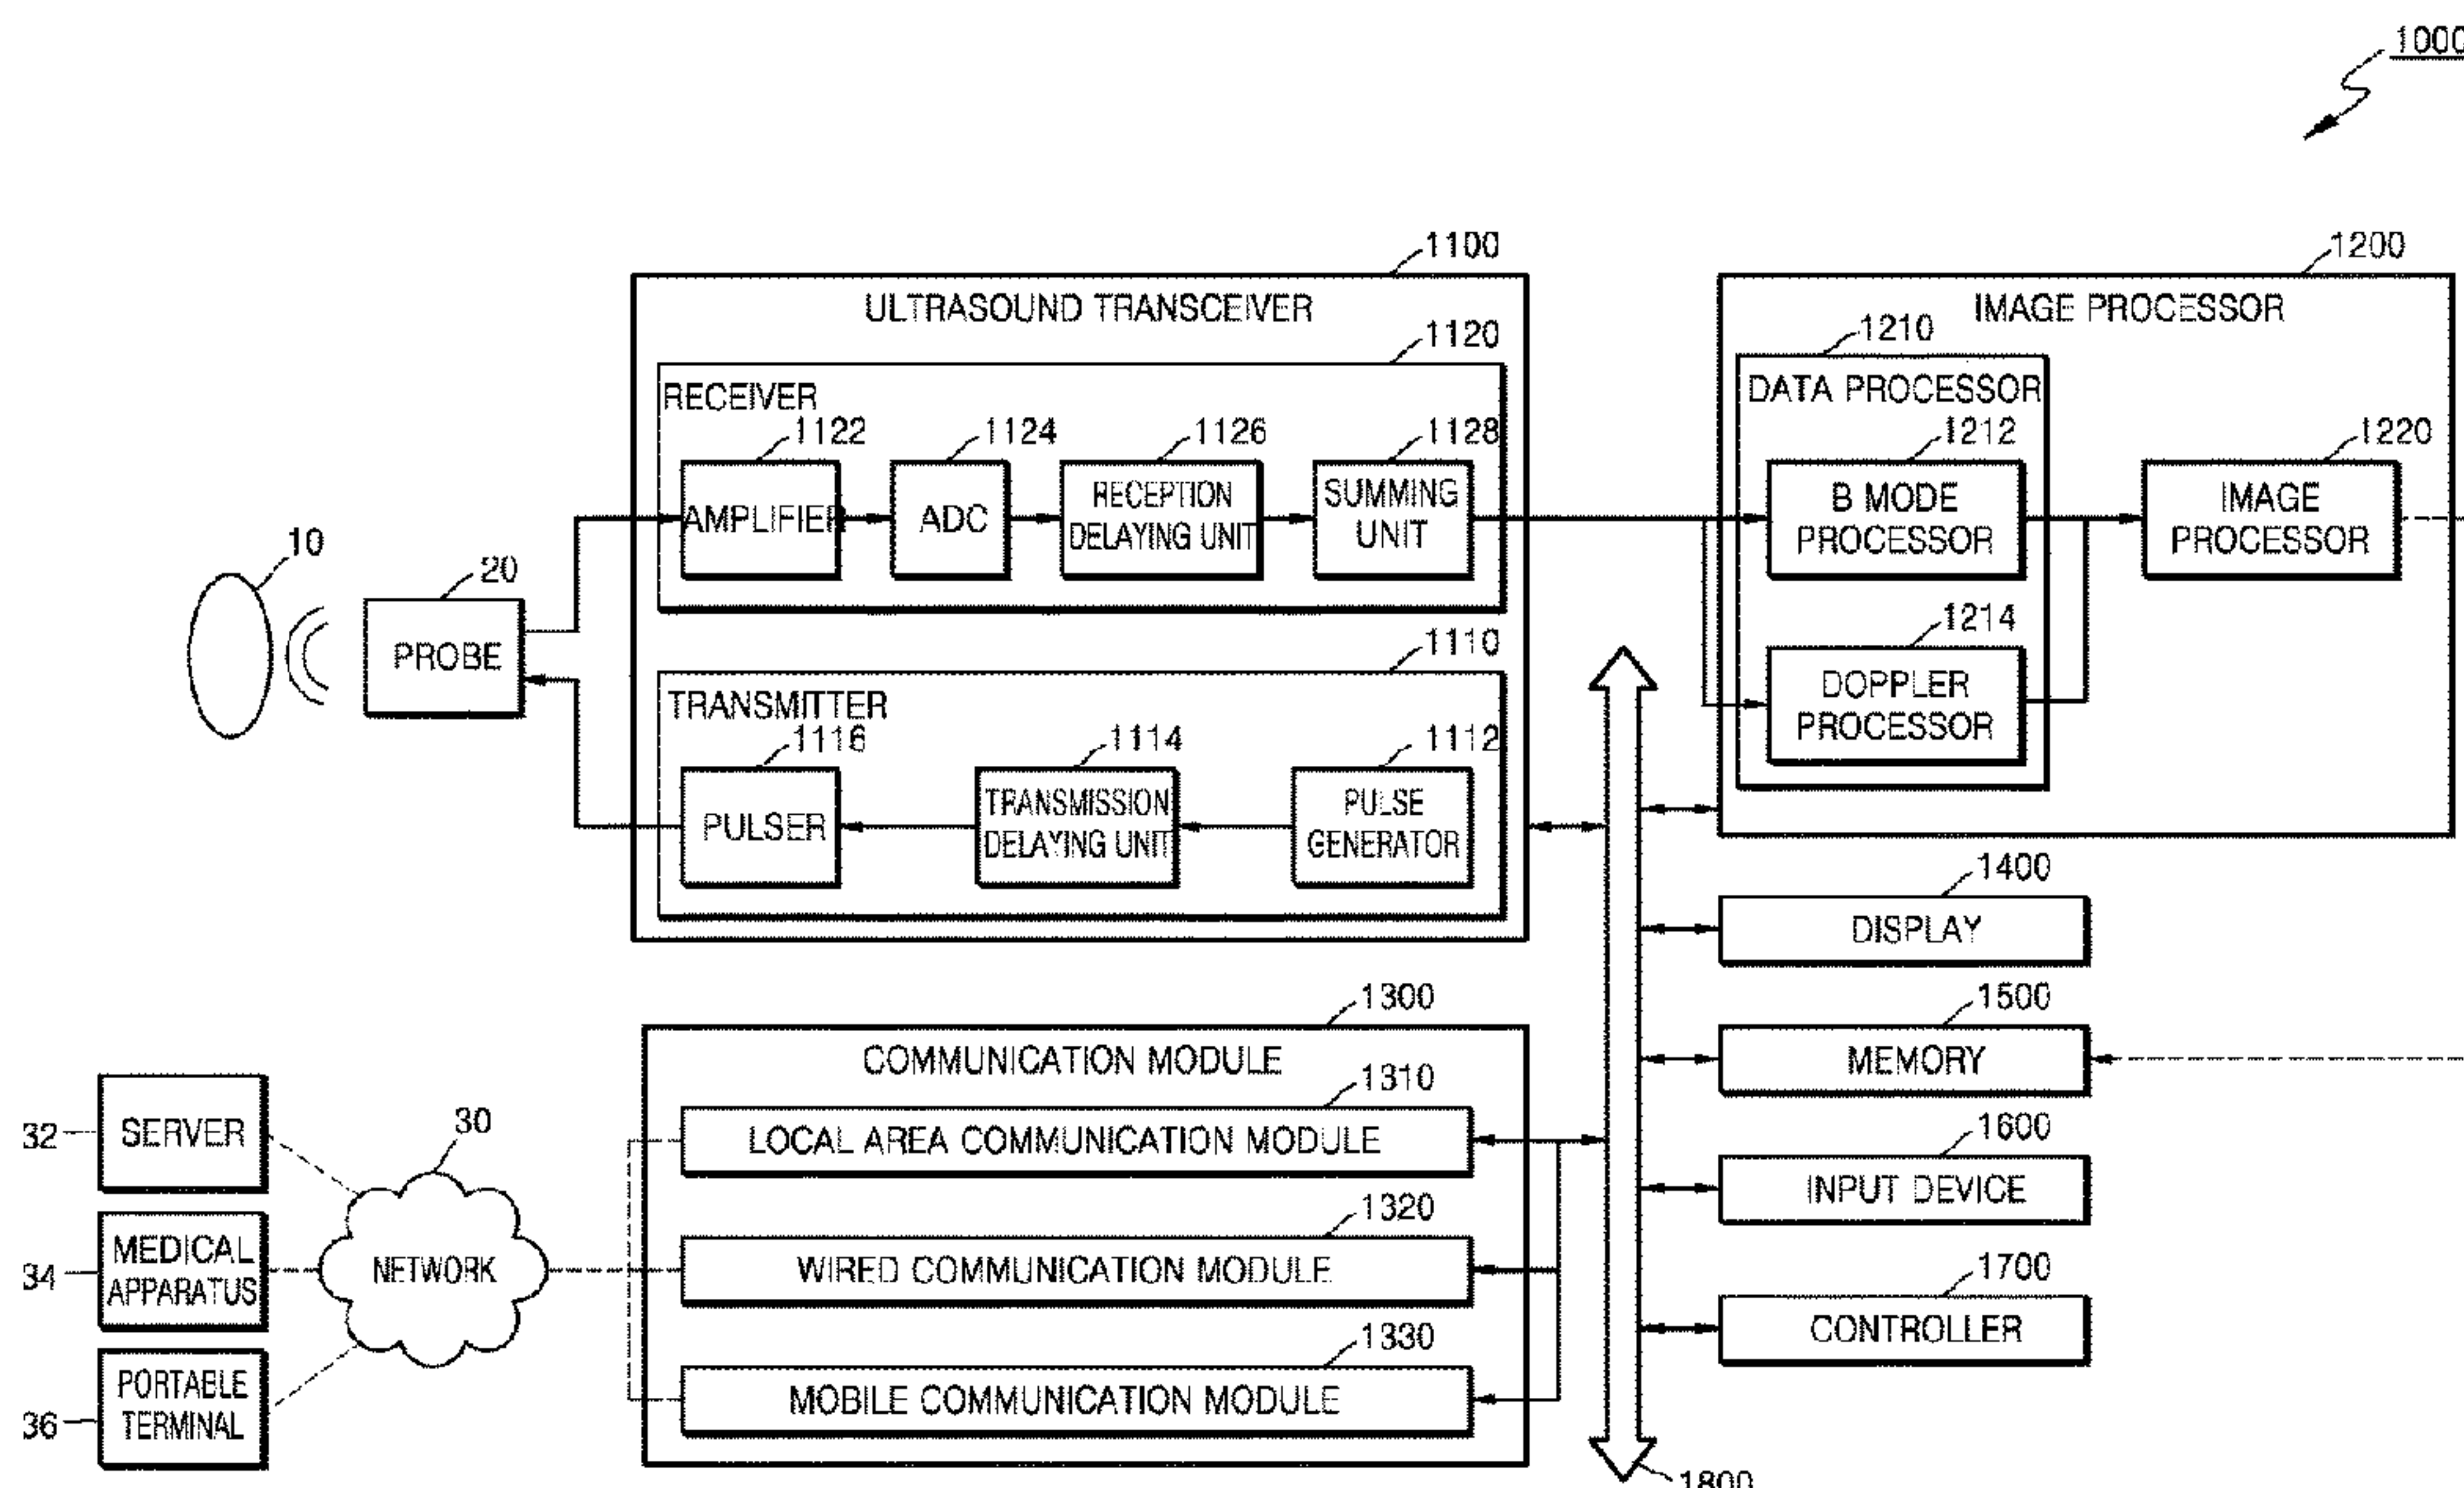 1000
1100
ULTRASOUND TRANSCEIVER
1120
RECEIVER
1122
1124
1126
1128
AMPLIFIER
ADC
RECEPTION
DELAYING UNIT
SUMMING
UNIT
10
20
PROBE
1110
TRANSMITTER
1116
1114
1112
PULSER
TRANSMISSION
DELAYING UNIT
PULSE
GENERATOR
1200
IMAGE PROCESSOR
1210
DATA PROCESSOR
1212
B MODE
PROCESSOR
1220
IMAGE
PROCESSOR
1214
DOPPLER
PROCESSOR
1400
DISPLAY
1500
MEMORY
1600
INPUT DEVICE
1700
CONTROLLER
1300
COMMUNICATION MODULE
1310
LOCAL AREA COMMUNICATION MODULE
1320
WIRED COMMUNICATION MODULE
1330
MOBILE COMMUNICATION MODULE
32
SERVER
30
NETWORK
34
MEDICAL
APPARATUS
36
PORTABLE
TERMINAL
1800